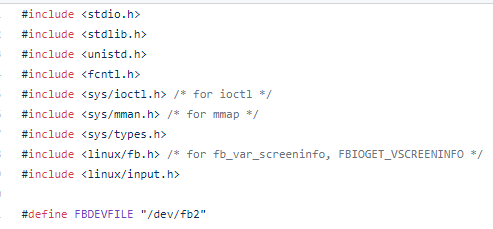 #include <stdio.h>
#include <stdlib.h>
#include <unistd.h>
#include <fcntl.h>
#include <sys/ioctl.h> /* for ioctl */
#include <sys/mman.h> /* for mmap */
#include <sys/types.h>
#include <linux/fb.h> /* for fb_var_screeninfo, FBIOGET_VSCREENINFO */
#include <linux/input.h>
#define FBDEVFILE "/dev/fb2"